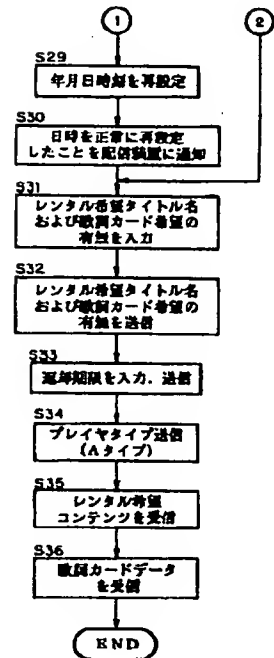 1
2
S29
年月日時刻を再設定
S30
日時を正常に再設定
したことを配信装置に通知
S31
レンタル希望タイトル名
および歌詞カード希望の
有無を入力
S32
レンタル希望タイトル名
および歌詞カード希望の
有無を送信
S33
返却期限を入力．送信
S34
プレイヤタイプ送信
(Aタイプ)
S35
レンタル希望
コンテンツを受信
S36
歌詞カードデータ
を受信
END